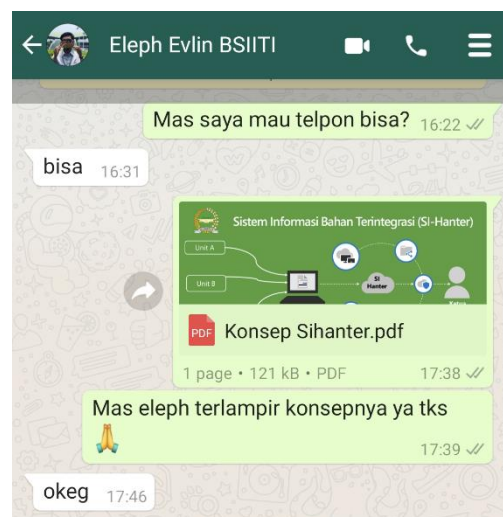 Eleph Evlin BSIITI
Mas saya mau telpon bisa? 16:22
bisa 16:31
Sistem Informasi Bahan Terintegrasi (SI-Hanter)
Unit A
Unit B
SI
Hanter
Konsep Sihanter.pdf
PDF
1 page • 121 kB • PDF 17:38
Mas eleph terlampir konsepnya ya tks
🙏 17:39
okeg 17:46